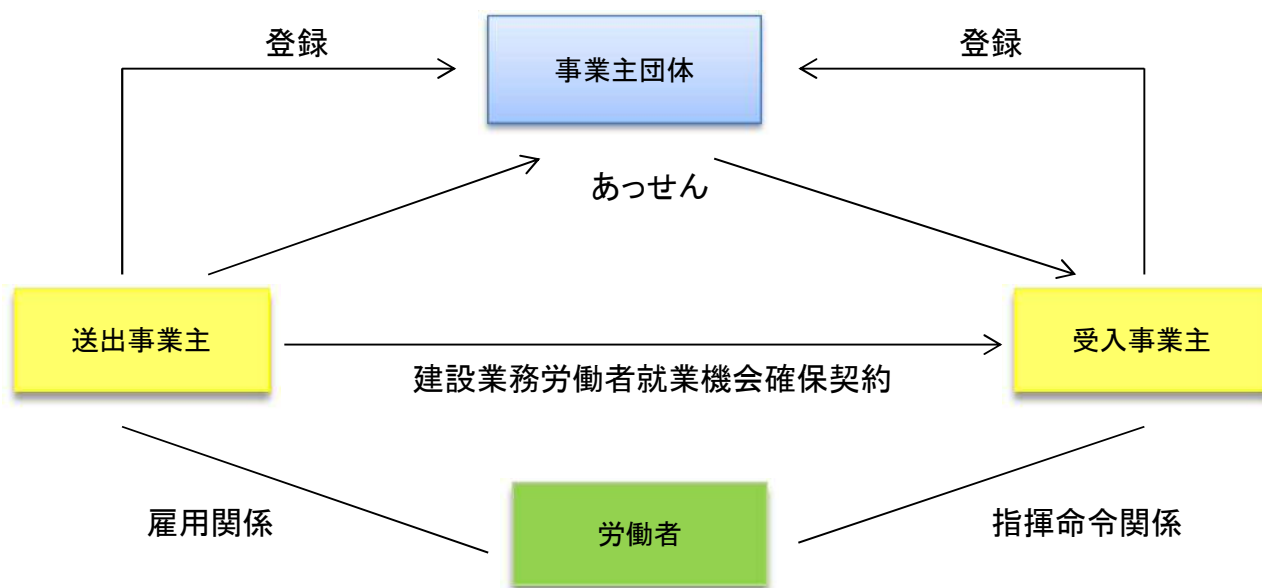 登録
登録
事業主団体
あっせん
送出事業主
受入事業主
建設業務労働者就業機会確保契約
雇用関係
労働者
指揮命令関係